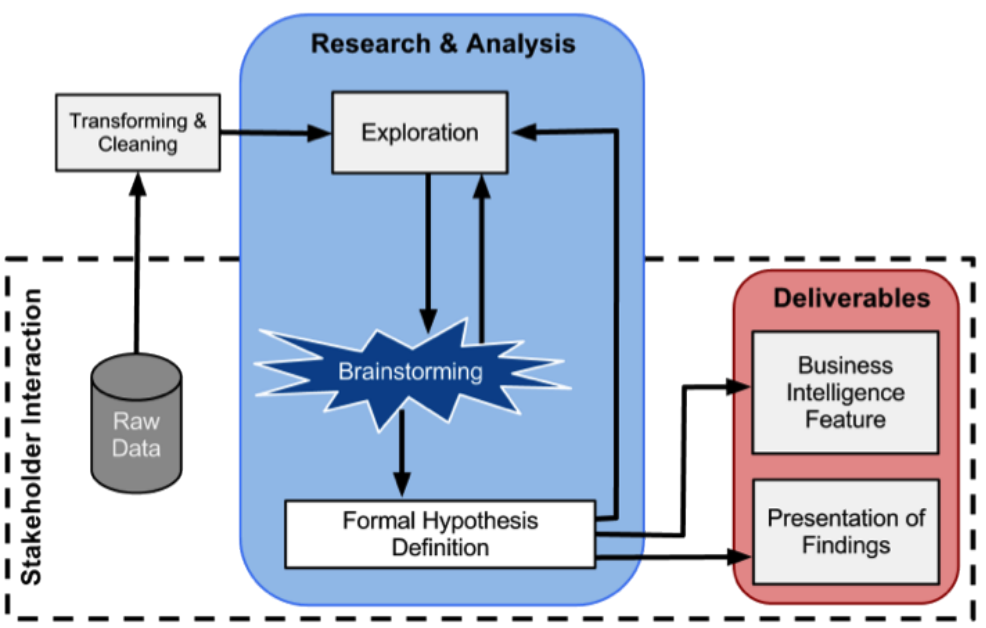 Research & Analysis
Transforming &
Cleaning
Exploration
Stakeholder Interaction
Raw
Data
Brainstorming
Formal Hypothesis
Definition
Deliverables
Business
Intelligence
Feature
Presentation of
Findings